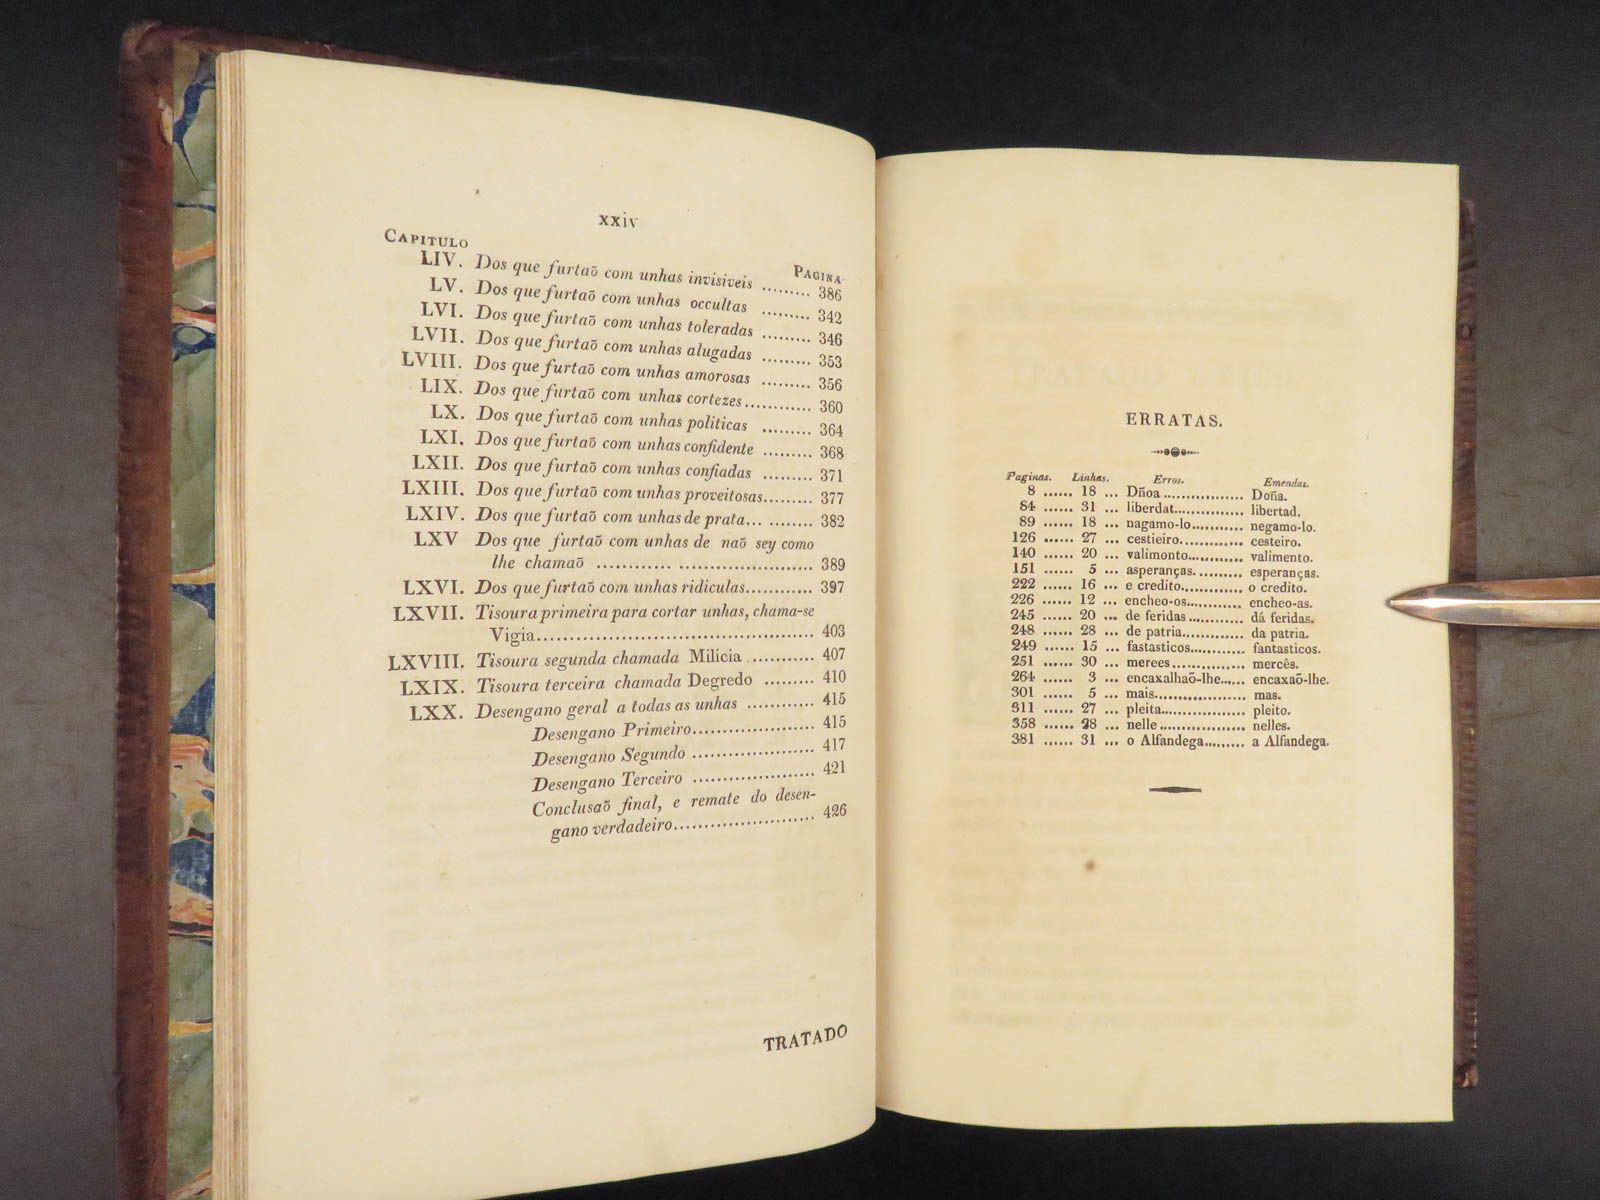 xxiv
CAPITULO PAGINA
LIV. Dos que furtaõ com unhas invisiveis ......... 386
LV. Dos que furtaõ com unhas occultas ......... 342
LVI. Dos que furtaõ com unhas toleradas ......... 346
LVII. Dos que furtaõ com unhas alugadas ......... 353
LVIII. Dos que furtaõ com unhas amorosas ......... 356
LIX. Dos que furtaõ com unhas cortezes............ 360
LX. Dos que furtaõ com unhas politicas ......... 364
LXI. Dos que furtaõ com unhas confidente ......... 368
LXII. Dos que furtaõ com unhas confiadas ......... 371
LXIII. Dos que furtaõ com unhas proveitosas......... 377
LXIV. Dos que furtaõ com unhas de prata... ......... 382
LXV Dos que furtaõ com unhas de naõ sey como
lhe chamaõ ............ ........................ 389
LXVI. Dos que furtaõ com unhas ridiculas............ 397
LXVII. Tisoura primeira para cortar unhas, chama-se
Vigia.............................................. 403
LXVIII. Tisoura segunda chamada Milicia ............ 407
LXIX. Tisoura terceira chamada Degredo ......... 410
LXX. Desengano geral a todas as unhas ............ 415
Desengano Primeiro..................... 415
Desengano Segundo ..................... 417
Desengano Terceiro ..................... 421
Conclusaõ final, e remate do desen-
gano verdadeiro........................ 426
TRATADO
ERRATAS.
Paginas. Linhas. Erros. Emendas.
8 ...... 18 ... Dñoa ................. Doña.
84 ...... 31 ... liberdat............... libertad.
89 ...... 18 ... nagamo-lo........... negamo-lo.
126 ...... 27 ... cestieiro.............. cesteiro.
140 ...... 20 ... valimonto............ valimento.
151 ...... 5 ... asperanças.......... esperanças.
222 ...... 16 ... e credito.............. o credito.
226 ...... 12 ... encheo-os............ encheo-as.
245 ...... 20 ... de feridas ............ dá feridas.
248 ...... 28 ... de patria.............. da patria.
249 ...... 15 ... fastasticos............ fantasticos.
251 ...... 30 ... merees ............... mercês.
264 ...... 3 ... encaxalhaõ-lhe...... encaxaõ-lhe.
301 ...... 5 ... mais.................... mas.
311 ...... 27 ... pleita................... pleito.
358 ...... 28 ... nelle ................... nelles.
381 ...... 31 ... o Alfandega......... a Alfandega.